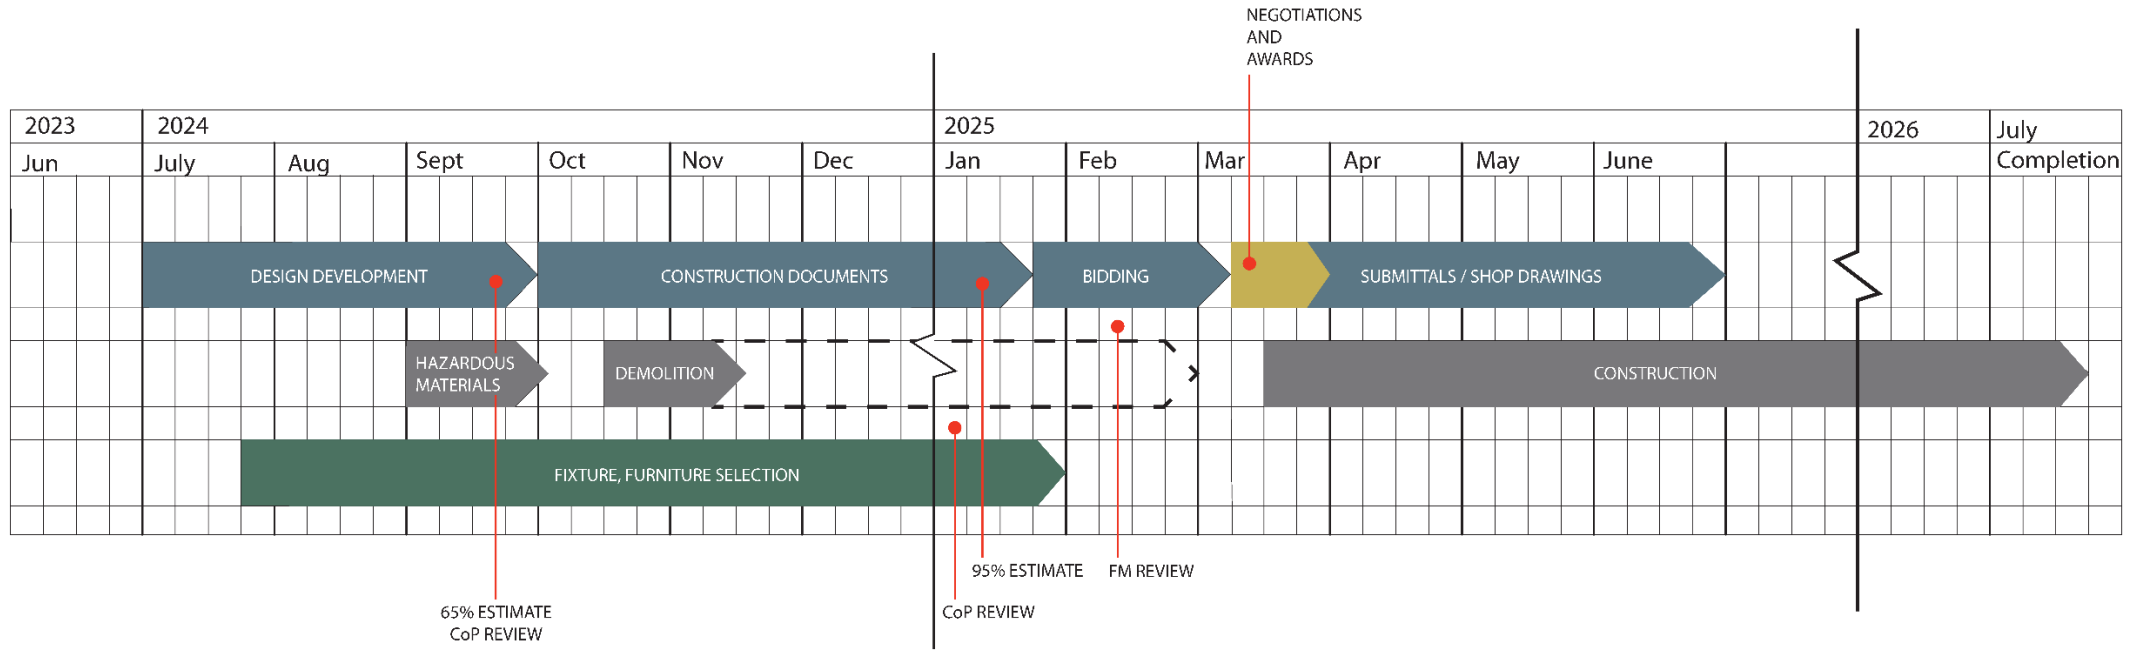 NEGOTIATIONS
AND
AWARDS
2023
2024
2025
2026
July
Jun
July
Aug
Sept
Oct
Nov
Dec
Jan
Feb
Mar
Apr
May
June
Completion
DESIGN DEVELOPMENT
CONSTRUCTION DOCUMENTS
BIDDING
SUBMITTALS / SHOP DRAWINGS
HAZARDOUS
MATERIALS
DEMOLITION
CONSTRUCTION
FIXTURE, FURNITURE SELECTION
95% ESTIMATE
FM REVIEW
65% ESTIMATE
CoP REVIEW
CoP REVIEW